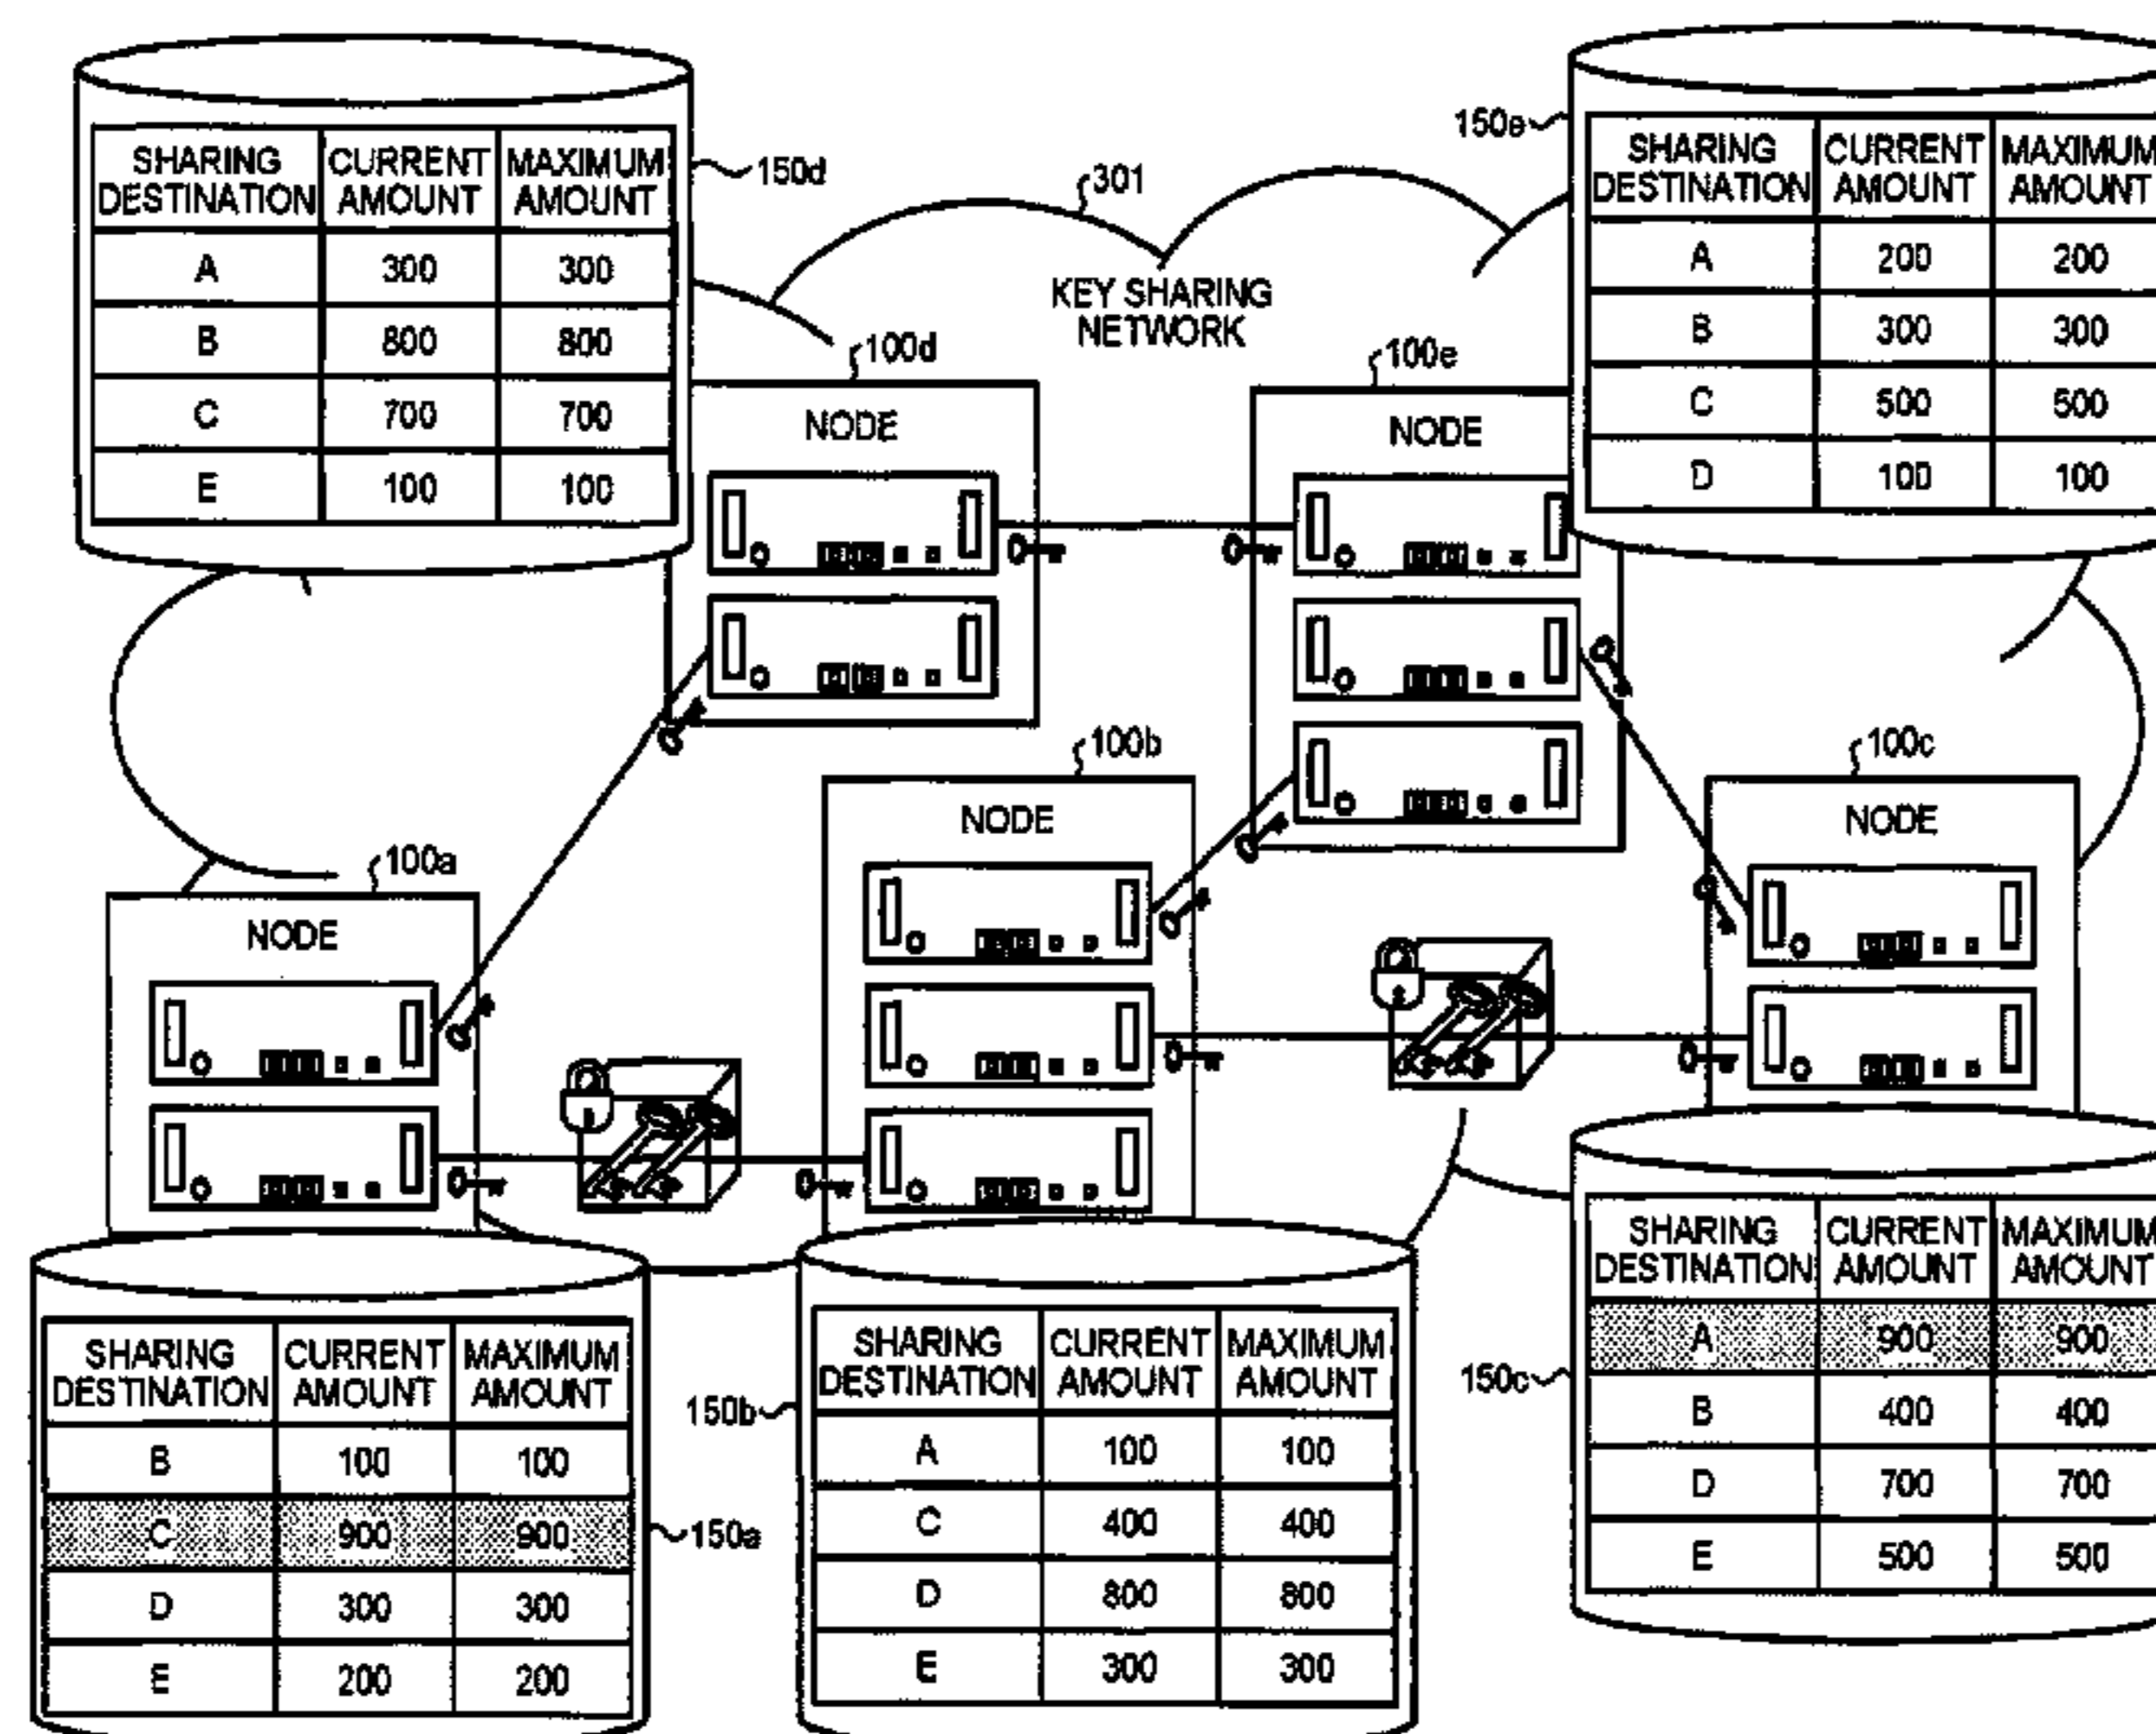 SHARING DESTINATION CURRENT AMOUNT MAXIMUM AMOUNT
A 300 300
B 800 800
C 700 700
E 100 100
150d
301
KEY SHARING
NETWORK
150e
SHARING DESTINATION CURRENT AMOUNT MAXIMUM AMOUNT
A 200 200
B 300 300
C 500 500
D 100 100
100d
NODE
100e
NODE
100a
NODE
100b
NODE
100c
NODE
SHARING DESTINATION CURRENT AMOUNT MAXIMUM AMOUNT
B 100 100
C 900 900
D 300 300
E 200 200
150a
150b
SHARING DESTINATION CURRENT AMOUNT MAXIMUM AMOUNT
A 100 100
C 400 400
D 800 800
E 300 300
150c
SHARING DESTINATION CURRENT AMOUNT MAXIMUM AMOUNT
A 900 900
B 400 400
D 700 700
E 500 500